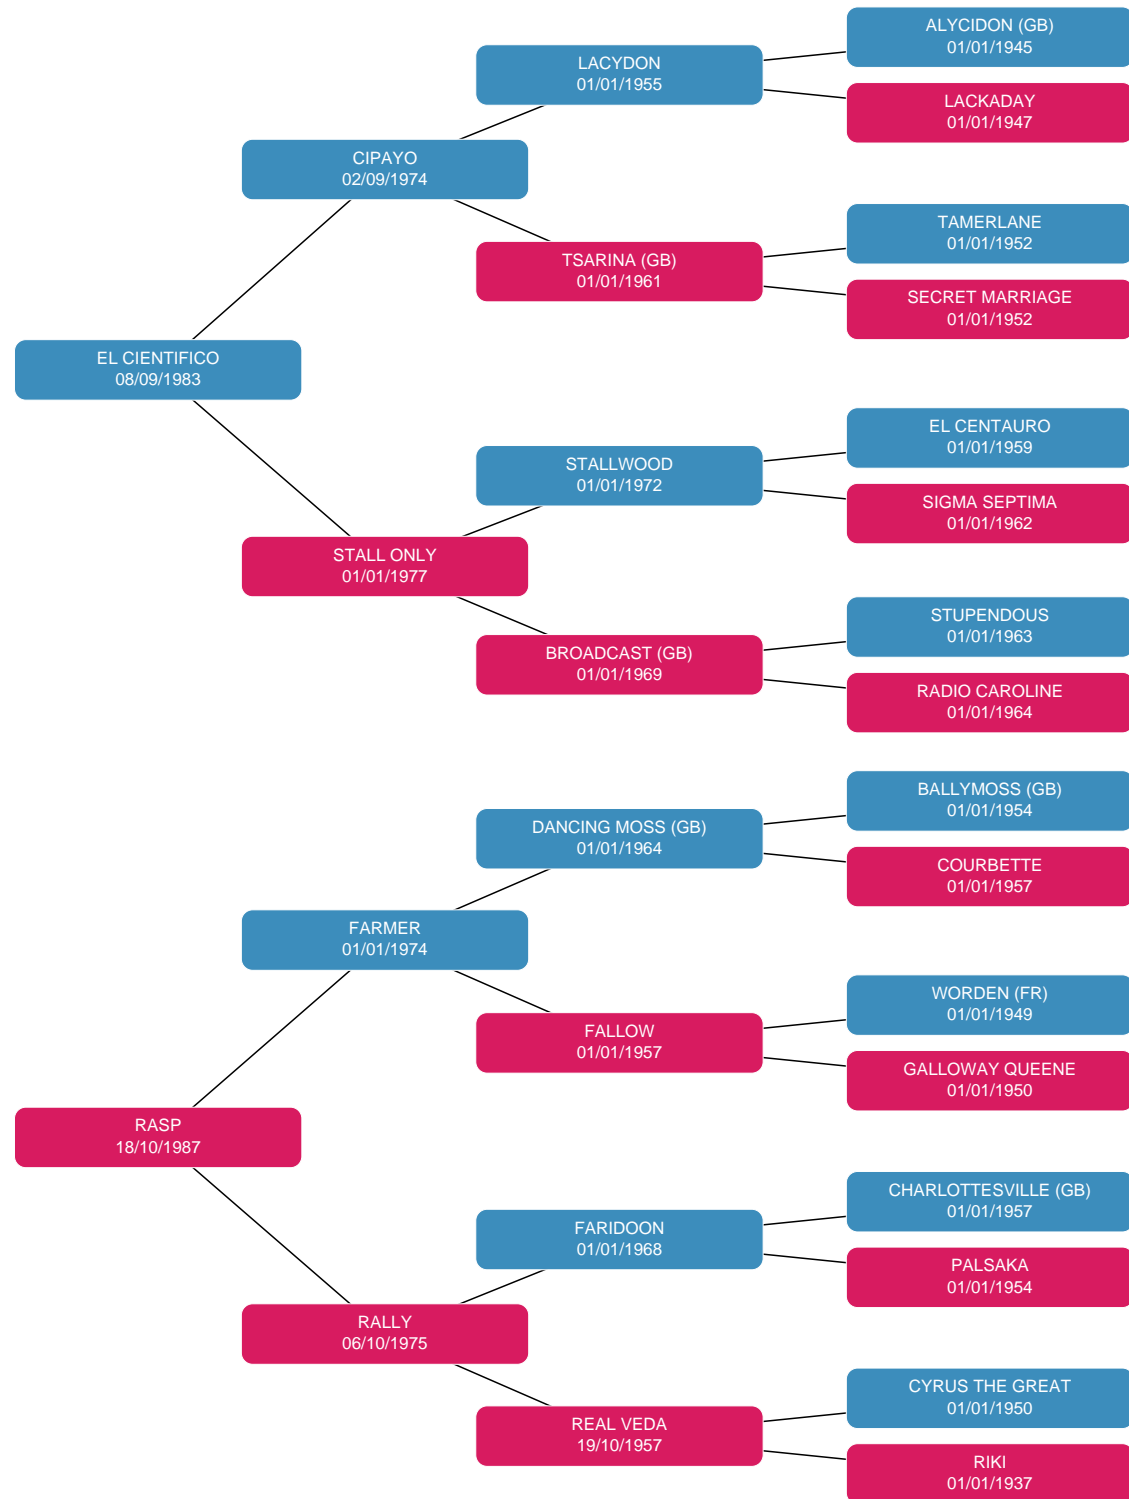 ALYCIDON (GB)
01/01/1945
LACYDON
01/01/1955
LACKADAY
01/01/1947
CIPAYO
02/09/1974
TAMERLANE
01/01/1952
TSARINA (GB)
01/01/1961
SECRET MARRIAGE
01/01/1952
EL CIENTIFICO
08/09/1983
EL CENTAURO
01/01/1959
STALLWOOD
01/01/1972
SIGMA SEPTIMA
01/01/1962
STALL ONLY
01/01/1977
STUPENDOUS
01/01/1963
BROADCAST (GB)
01/01/1969
RADIO CAROLINE
01/01/1964
BALLYMOSS (GB)
01/01/1954
DANCING MOSS (GB)
01/01/1964
COURBETTE
01/01/1957
FARMER
01/01/1974
WORDEN (FR)
01/01/1949
FALLOW
01/01/1957
GALLOWAY QUEENE
01/01/1950
RASP
18/10/1987
CHARLOTTESVILLE (GB)
01/01/1957
FARIDOON
01/01/1968
PALSAKA
01/01/1954
RALLY
06/10/1975
CYRUS THE GREAT
01/01/1950
REAL VEDA
19/10/1957
RIKI
01/01/1937